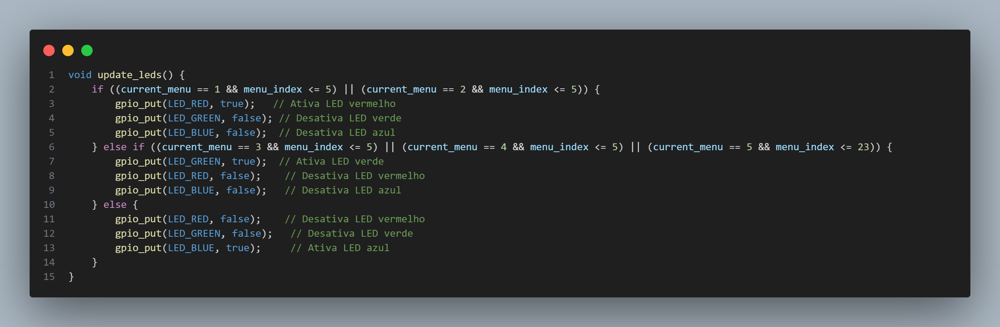 1 void update_leds() {
2     if ((current_menu == 1 && menu_index <= 5) || (current_menu == 2 && menu_index <= 5)) {
3         gpio_put(LED_RED, true);   // Ativa LED vermelho
4         gpio_put(LED_GREEN, false); // Desativa LED verde
5         gpio_put(LED_BLUE, false);  // Desativa LED azul
6     } else if ((current_menu == 3 && menu_index <= 5) || (current_menu == 4 && menu_index <= 5) || (current_menu == 5 && menu_index <= 23)) {
7         gpio_put(LED_GREEN, true);  // Ativa LED verde
8         gpio_put(LED_RED, false);    // Desativa LED vermelho
9         gpio_put(LED_BLUE, false);   // Desativa LED azul
10     } else {
11         gpio_put(LED_RED, false);    // Desativa LED vermelho
12         gpio_put(LED_GREEN, false);   // Desativa LED verde
13         gpio_put(LED_BLUE, true);     // Ativa LED azul
14     }
15 }